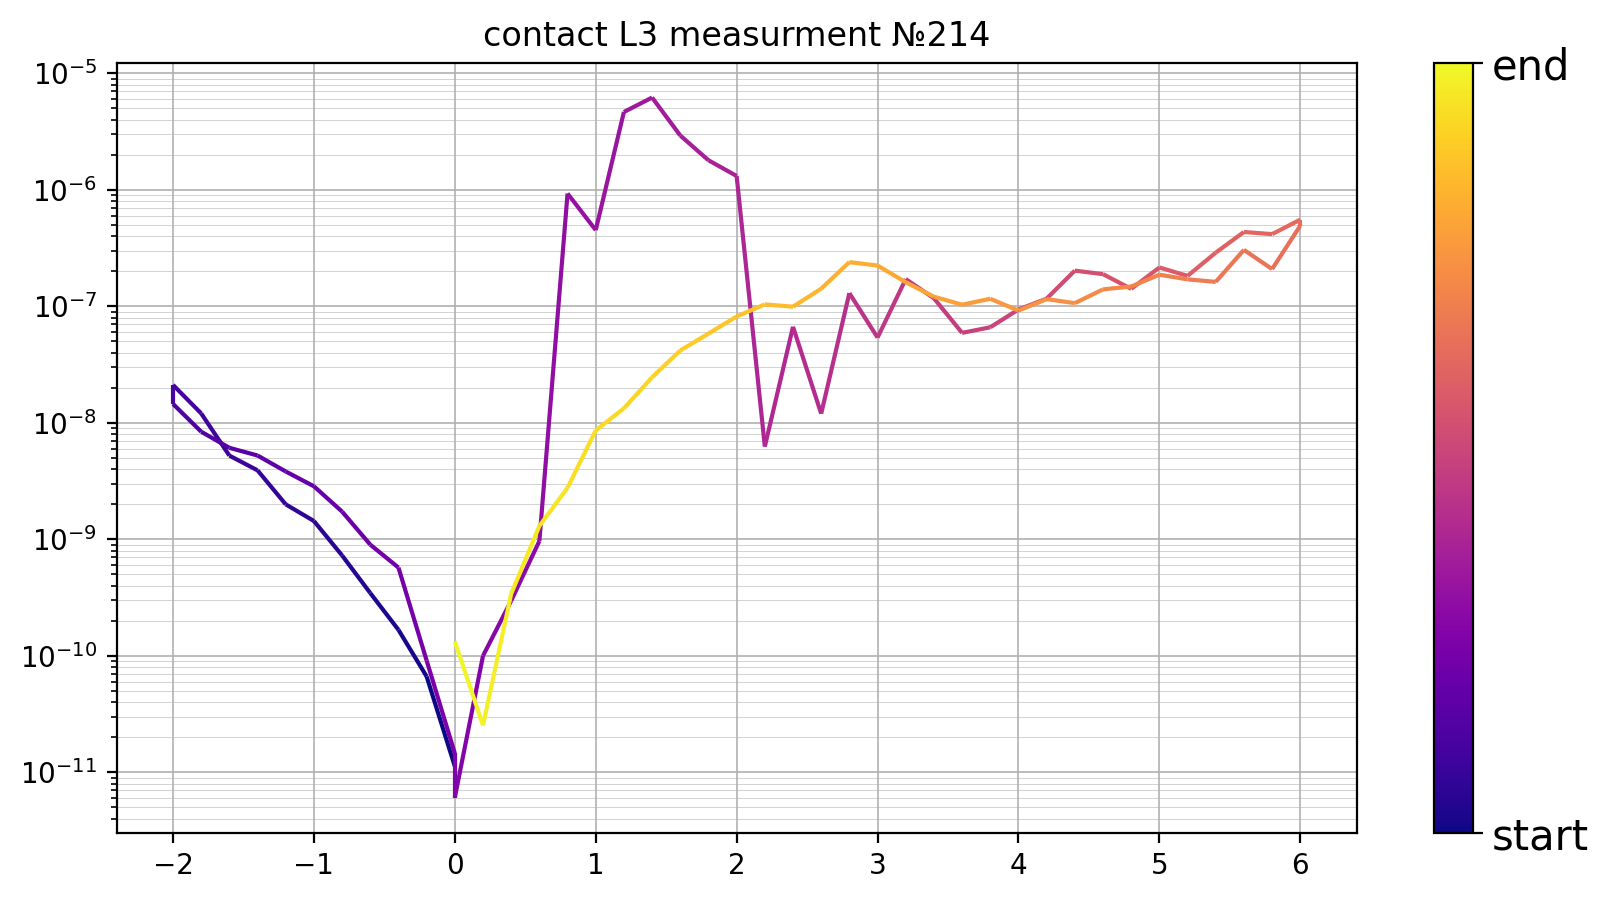 contact L3 measurment №214
10⁻⁵
10⁻⁶
10⁻⁷
10⁻⁸
10⁻⁹
10⁻¹⁰
10⁻¹¹
−2 −1 0 1 2 3 4 5 6
end
start